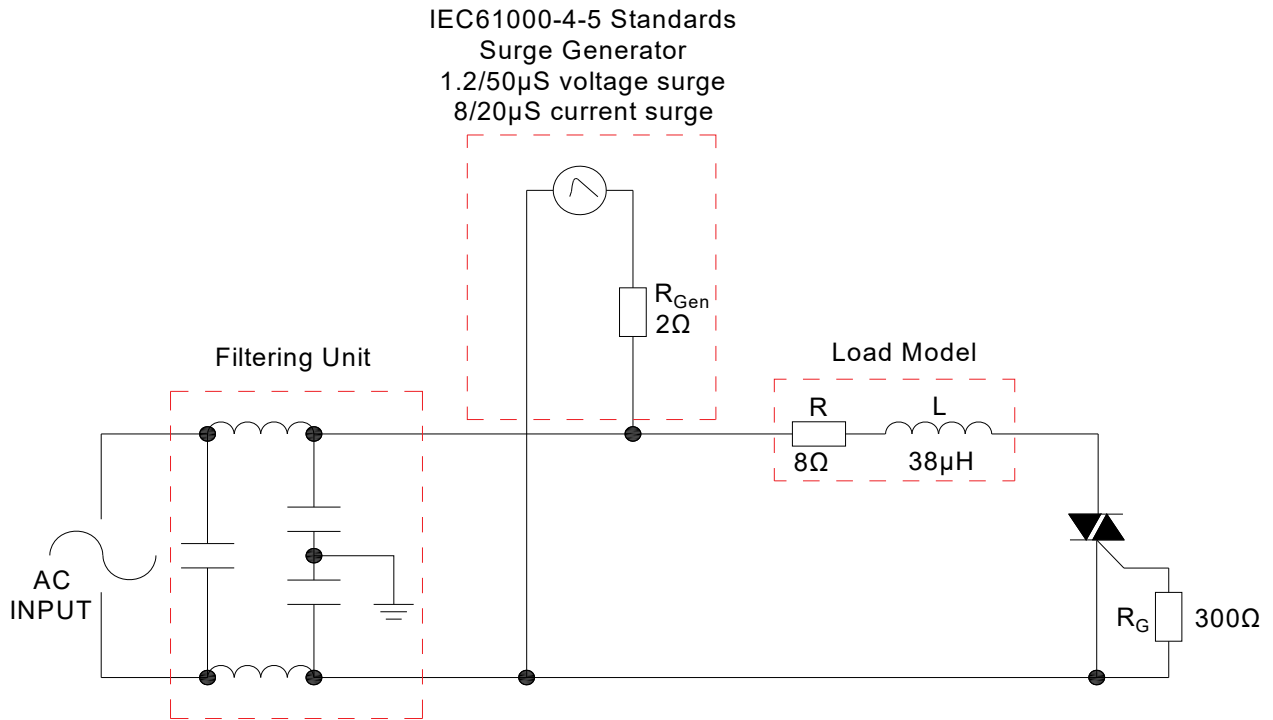 IEC61000-4-5 Standards
Surge Generator
1.2/50μS voltage surge
8/20μS current surge
R_Gen
2Ω
Filtering Unit
Load Model
R
L
8Ω
38μH
AC
INPUT
R_G
300Ω